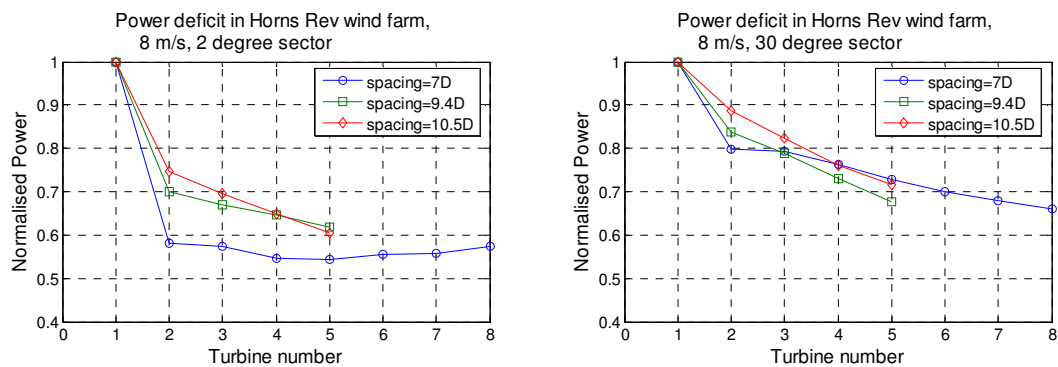 Power deficit in Horns Rev wind farm,
8 m/s, 2 degree sector
1
0.9
0.8
0.7
0.6
0.5
0.4
Normalised Power
spacing=7D
spacing=9.4D
spacing=10.5D
0 1 2 3 4 5 6 7 8
Turbine number
Power deficit in Horns Rev wind farm,
8 m/s, 30 degree sector
1
0.9
0.8
0.7
0.6
0.5
0.4
Normalised Power
spacing=7D
spacing=9.4D
spacing=10.5D
0 1 2 3 4 5 6 7 8
Turbine number